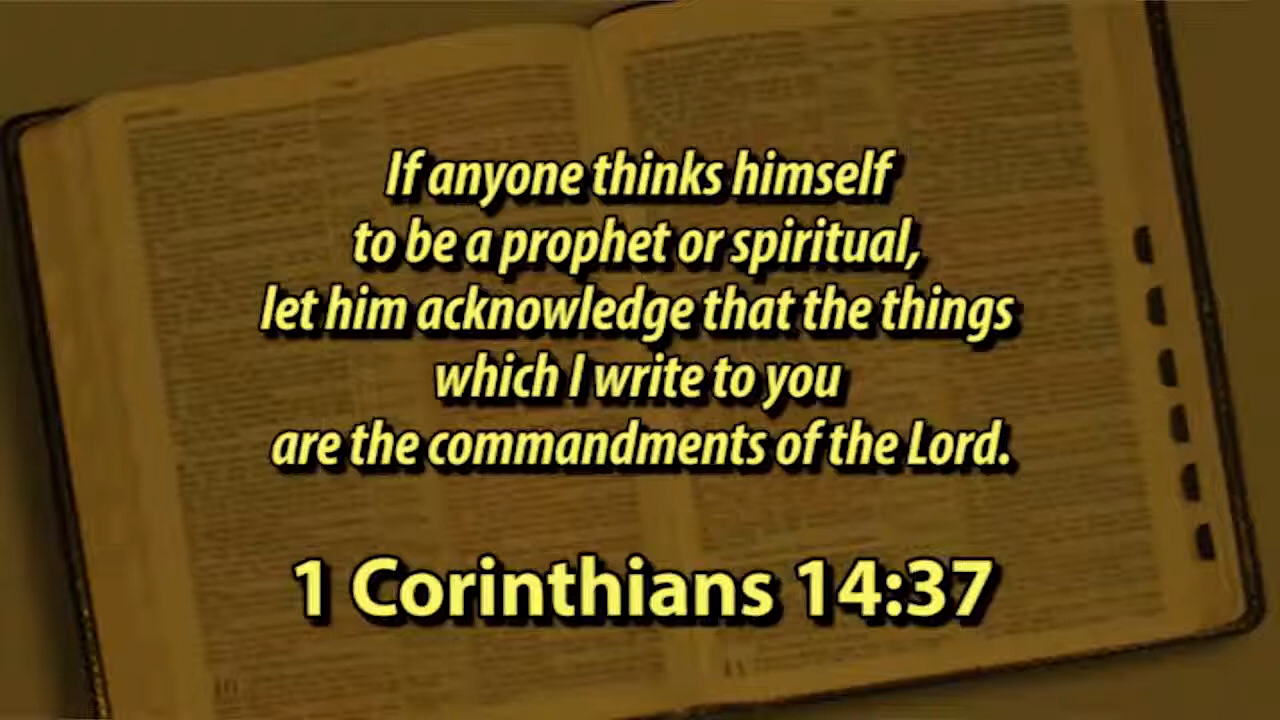 If anyone thinks himself
to be a prophet or spiritual,
let him acknowledge that the things
which I write to you
are the commandments of the Lord.
1 Corinthians 14:37